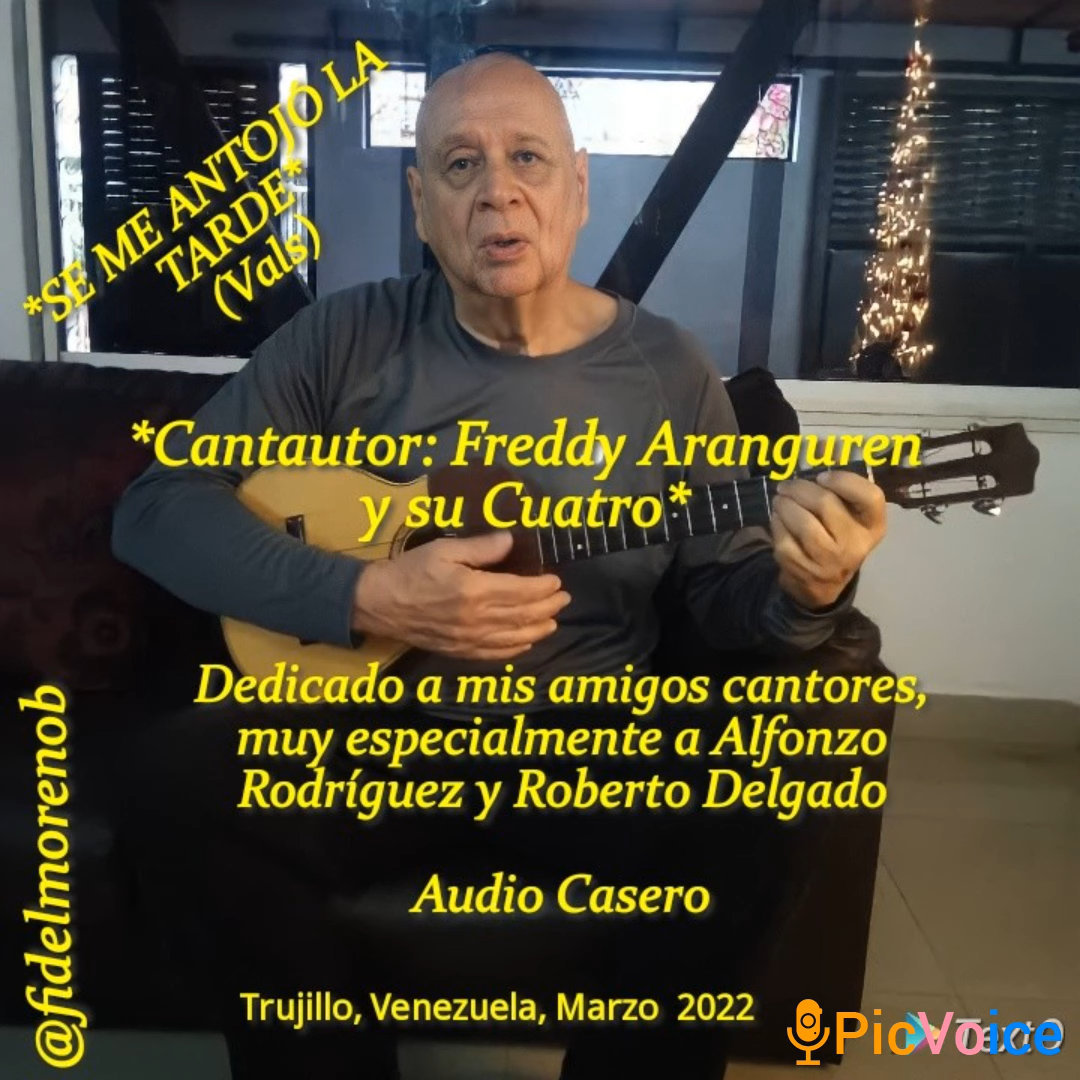 *SE ME ANTOJÓ LA
TARDE*
(Vals)
*Cantautor: Freddy Aranguren
y su Cuatro*
Dedicado a mis amigos cantores,
muy especialmente a Alfonzo
Rodríguez y Roberto Delgado
Audio Casero
@fidelmorenob
Trujillo, Venezuela, Marzo 2022
PicVoice